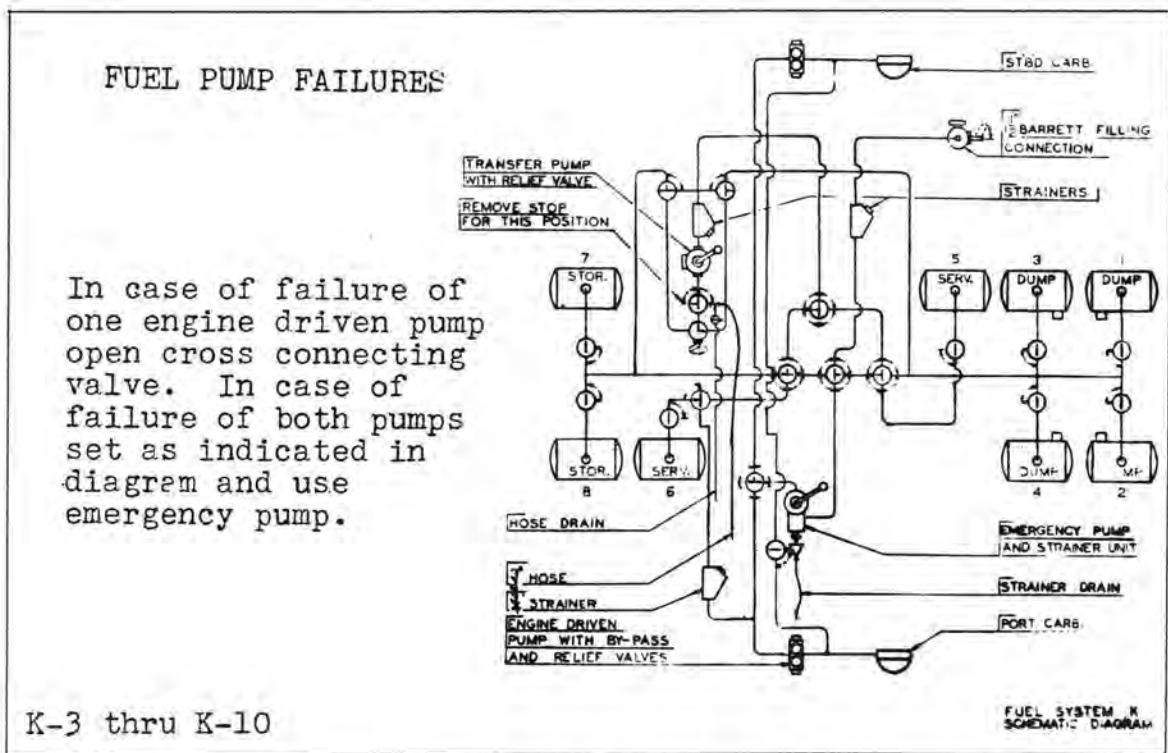 FUEL PUMP FAILURES
In case of failure of
one engine driven pump
open cross connecting
valve. In case of
failure of both pumps
set as indicated in
diagram and use
emergency pump.
K-3 thru K-10
STBD CARB.
BARRETT FILLING
CONNECTION
STRAINERS
TRANSFER PUMP
WITH RELIEF VALVE
REMOVE STOP
FOR THIS POSITION
7
STOR.
5
SERV.
3
DUMP
1
DUMP
STOR.
8
SERV.
6
DUMP
4
MP
2
HOSE DRAIN
HOSE
STRAINER
ENGINE DRIVEN
PUMP WITH BY-PASS
AND RELIEF VALVES
EMERGENCY PUMP
AND STRAINER UNIT
STRAINER DRAIN
PORT CARB.
FUEL SYSTEM K
SCHEMATIC DIAGRAM